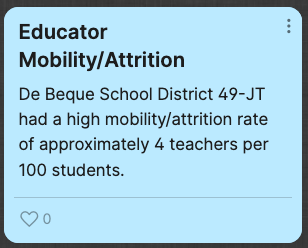 Educator
Mobility/Attrition
De Beque School District 49-JT
had a high mobility/attrition rate
of approximately 4 teachers per
100 students.
0